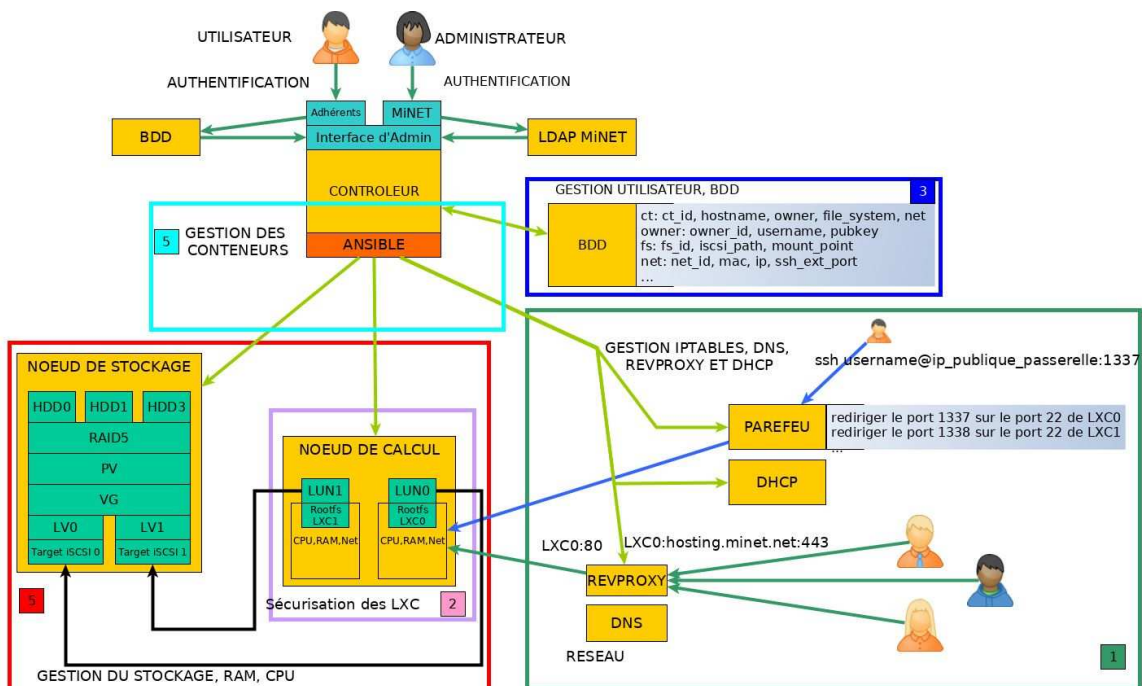 UTILISATEUR
ADMINISTRATEUR
AUTHENTIFICATION
AUTHENTIFICATION
Adhérents
MiNET
BDD
Interface d'Admin
LDAP MiNET
CONTROLEUR
ANSIBLE
5
GESTION DES
CONTENEURS
GESTION UTILISATEUR, BDD
3
BDD
ct: ct_id, hostname, owner, file_system, net
owner: owner_id, username, pubkey
fs: fs_id, iscsi_path, mount_point
net: net_id, mac, ip, ssh_ext_port
...
GESTION IPTABLES, DNS,
REVPROXY ET DHCP
ssh username@ip_publique_passerelle:1337
PAREFEU
rediriger le port 1337 sur le port 22 de LXC0
rediriger le port 1338 sur le port 22 de LXC1
...
DHCP
LXC0:80
LXC0:hosting.minet.net:443
REVPROXY
DNS
RESEAU
1
NOEUD DE STOCKAGE
HDD0
HDD1
HDD3
RAID5
PV
VG
LV0
LV1
Target iSCSI 0
Target iSCSI 1
NOEUD DE CALCUL
LUN1
LUN0
Rootfs
LXC1
Rootfs
LXC0
CPU,RAM,Net
CPU,RAM,Net
Sécurisation des LXC
2
5
GESTION DU STOCKAGE, RAM, CPU